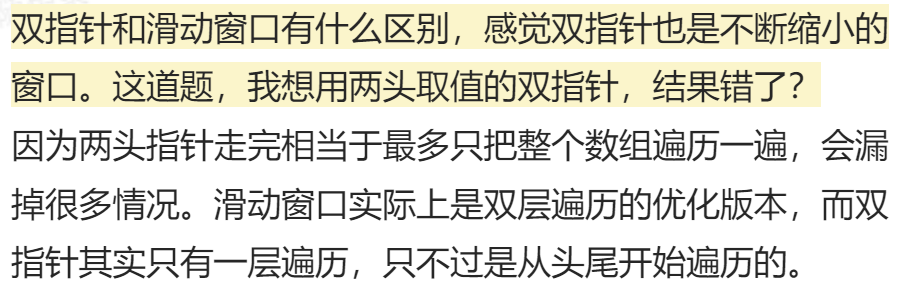 双指针和滑动窗口有什么区别，感觉双指针也是不断缩小的
窗口。这道题，我想用两头取值的双指针，结果错了？
因为两头指针走完相当于最多只把整个数组遍历一遍，会漏
掉很多情况。滑动窗口实际上是双层遍历的优化版本，而双
指针其实只有一层遍历，只不过是从头尾开始遍历的。